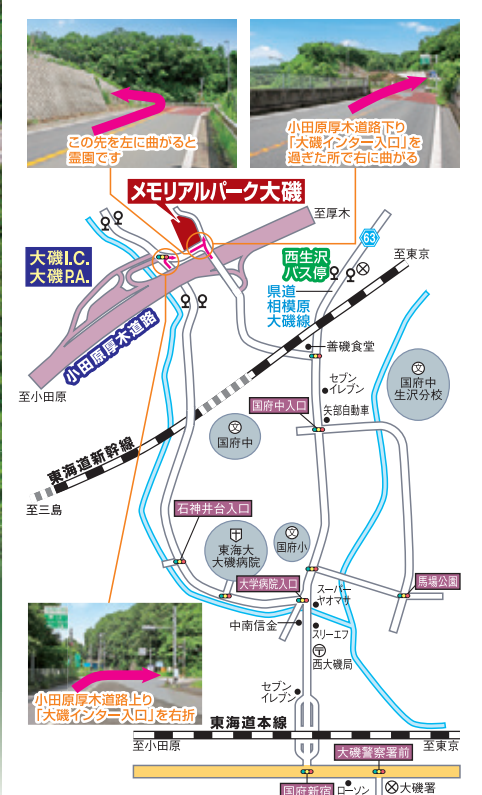 この先を左に曲がると
霊園です
小田原厚木道路下り
「大磯インター入口」を
過ぎた所で右に曲がる
メモリアルパーク大磯
至厚木
63
大磯I.C.
大磯P.A.
西生沢
バス停
至東京
県道
相模原
大磯線
小田原厚木道路
善磯食堂
至小田原
セブン
イレブン
文
国府中
生沢分校
国府中入口
矢部自動車
文
国府中
東海道新幹線
至三島
石神井台入口
東海大
大磯病院
文
国府小
大学病院入口
スーパー
ヤオマサ
馬場公園
中南信金
スリーエフ
西大磯局
小田原厚木道路上り
「大磯インター入口」を右折
セブン
イレブン
東海道本線
至小田原
大磯警察署前
至東京
国府新宿
ローソン
大磯署